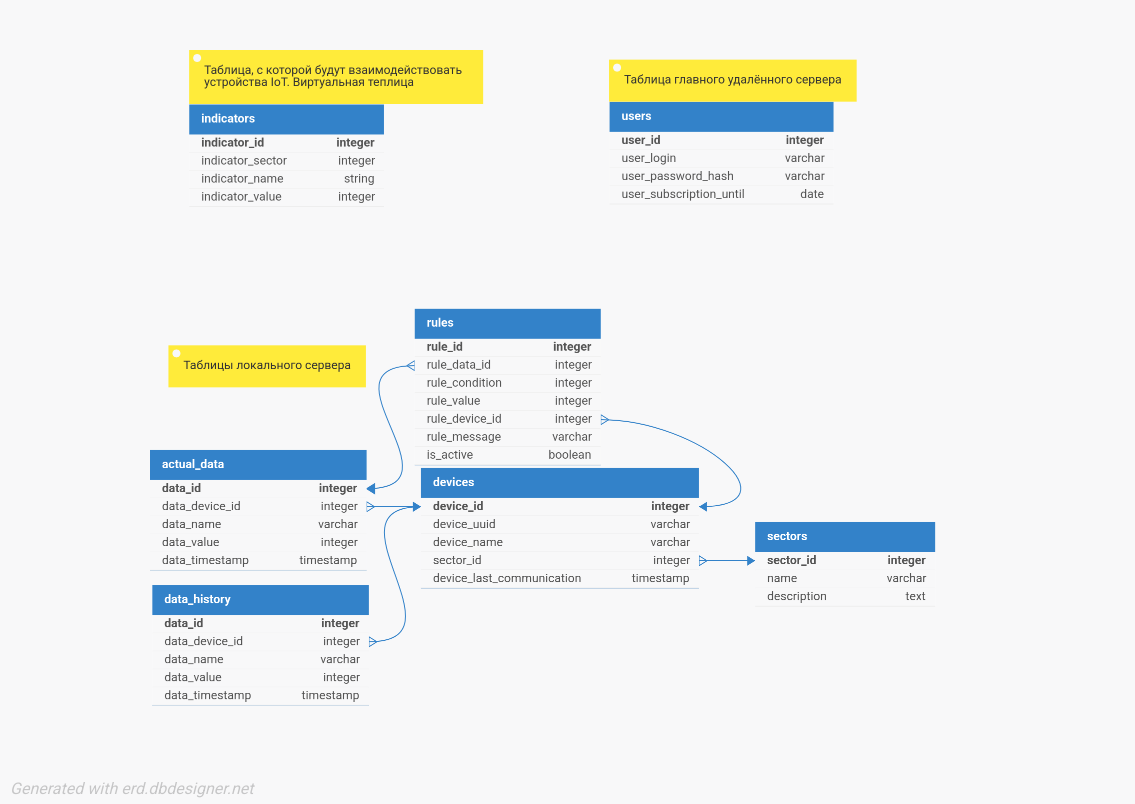 Таблица, с которой будут взаимодействовать
устройства IoT. Виртуальная теплица
indicators
indicator_id integer
indicator_sector integer
indicator_name string
indicator_value integer
Таблица главного удалённого сервера
users
user_id integer
user_login varchar
user_password_hash varchar
user_subscription_until date
Таблицы локального сервера
rules
rule_id integer
rule_data_id integer
rule_condition integer
rule_value integer
rule_device_id integer
rule_message varchar
is_active boolean
actual_data
data_id integer
data_device_id integer
data_name varchar
data_value integer
data_timestamp timestamp
devices
device_id integer
device_uuid varchar
device_name varchar
sector_id integer
device_last_communication timestamp
sectors
sector_id integer
name varchar
description text
data_history
data_id integer
data_device_id integer
data_name varchar
data_value integer
data_timestamp timestamp
Generated with erd.dbdesigner.net